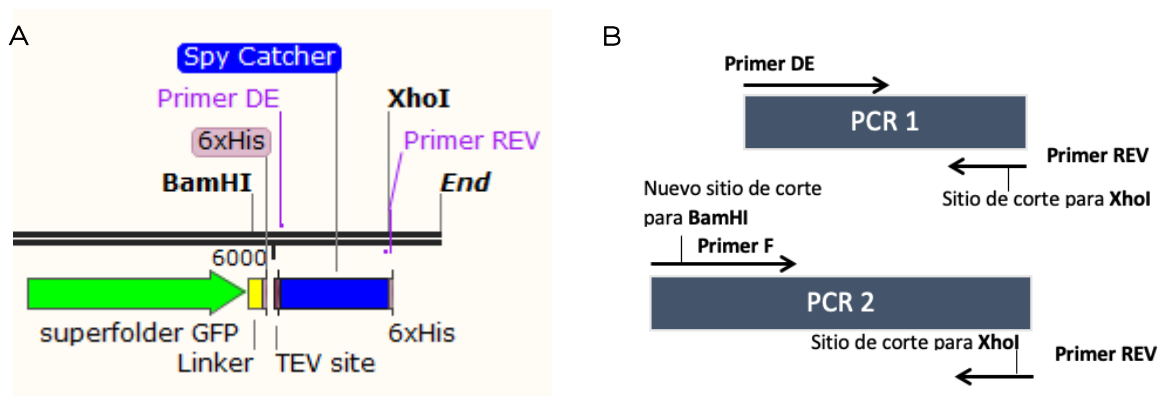 A
Spy Catcher
Primer DE
XhoI
6xHis
Primer REV
BamHI
End
6000
superfolder GFP
6xHis
Linker
TEV site
B
Primer DE
PCR 1
Primer REV
Sitio de corte para XhoI
Nuevo sitio de corte
para BamHI
Primer F
PCR 2
Sitio de corte para XhoI
Primer REV